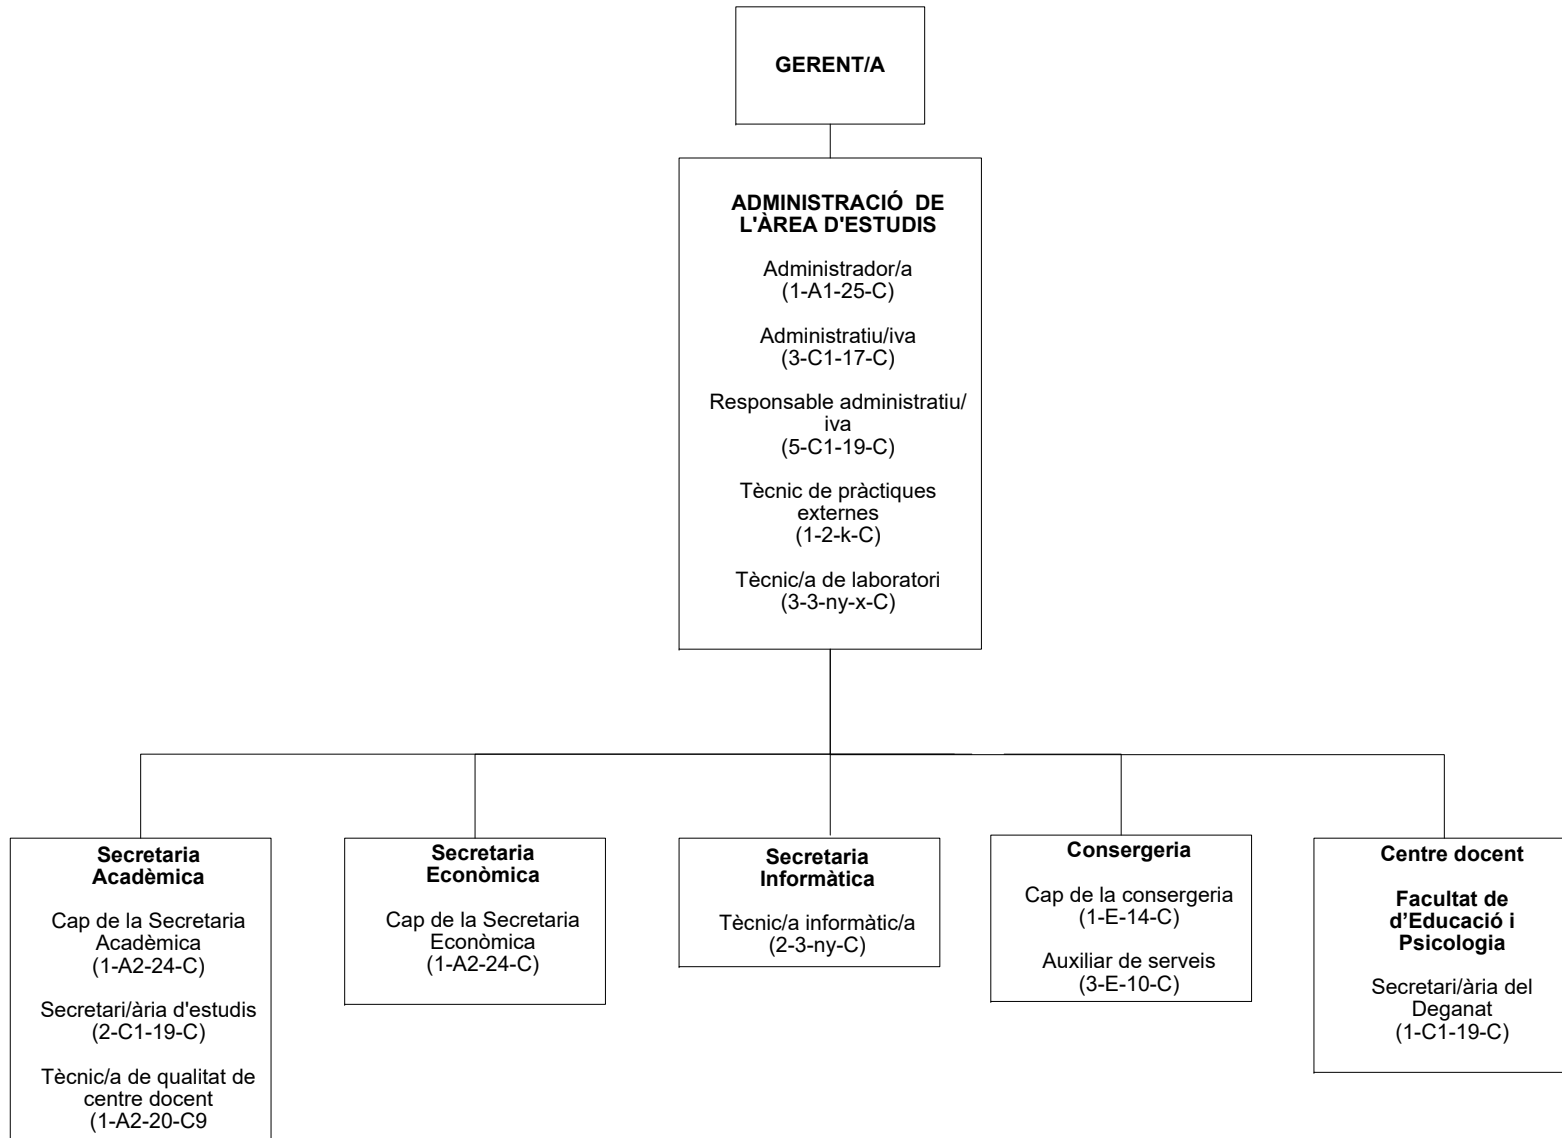 GERENT/A
ADMINISTRACIÓ DE
L'ÀREA D'ESTUDIS
Administrador/a
(1-A1-25-C)
Administratiu/iva
(3-C1-17-C)
Responsable administratiu/
iva
(5-C1-19-C)
Tècnic de pràctiques
externes
(1-2-k-C)
Tècnic/a de laboratori
(3-3-ny-x-C)
Secretaria
Acadèmica
Cap de la Secretaria
Acadèmica
(1-A2-24-C)
Secretari/ària d'estudis
(2-C1-19-C)
Tècnic/a de qualitat de
centre docent
(1-A2-20-C9
Secretaria
Econòmica
Cap de la Secretaria
Econòmica
(1-A2-24-C)
Secretaria
Informàtica
Tècnic/a informàtic/a
(2-3-ny-C)
Consergeria
Cap de la consergeria
(1-E-14-C)
Auxiliar de serveis
(3-E-10-C)
Centre docent
Facultat de
d’Educació i
Psicologia
Secretari/ària del
Deganat
(1-C1-19-C)